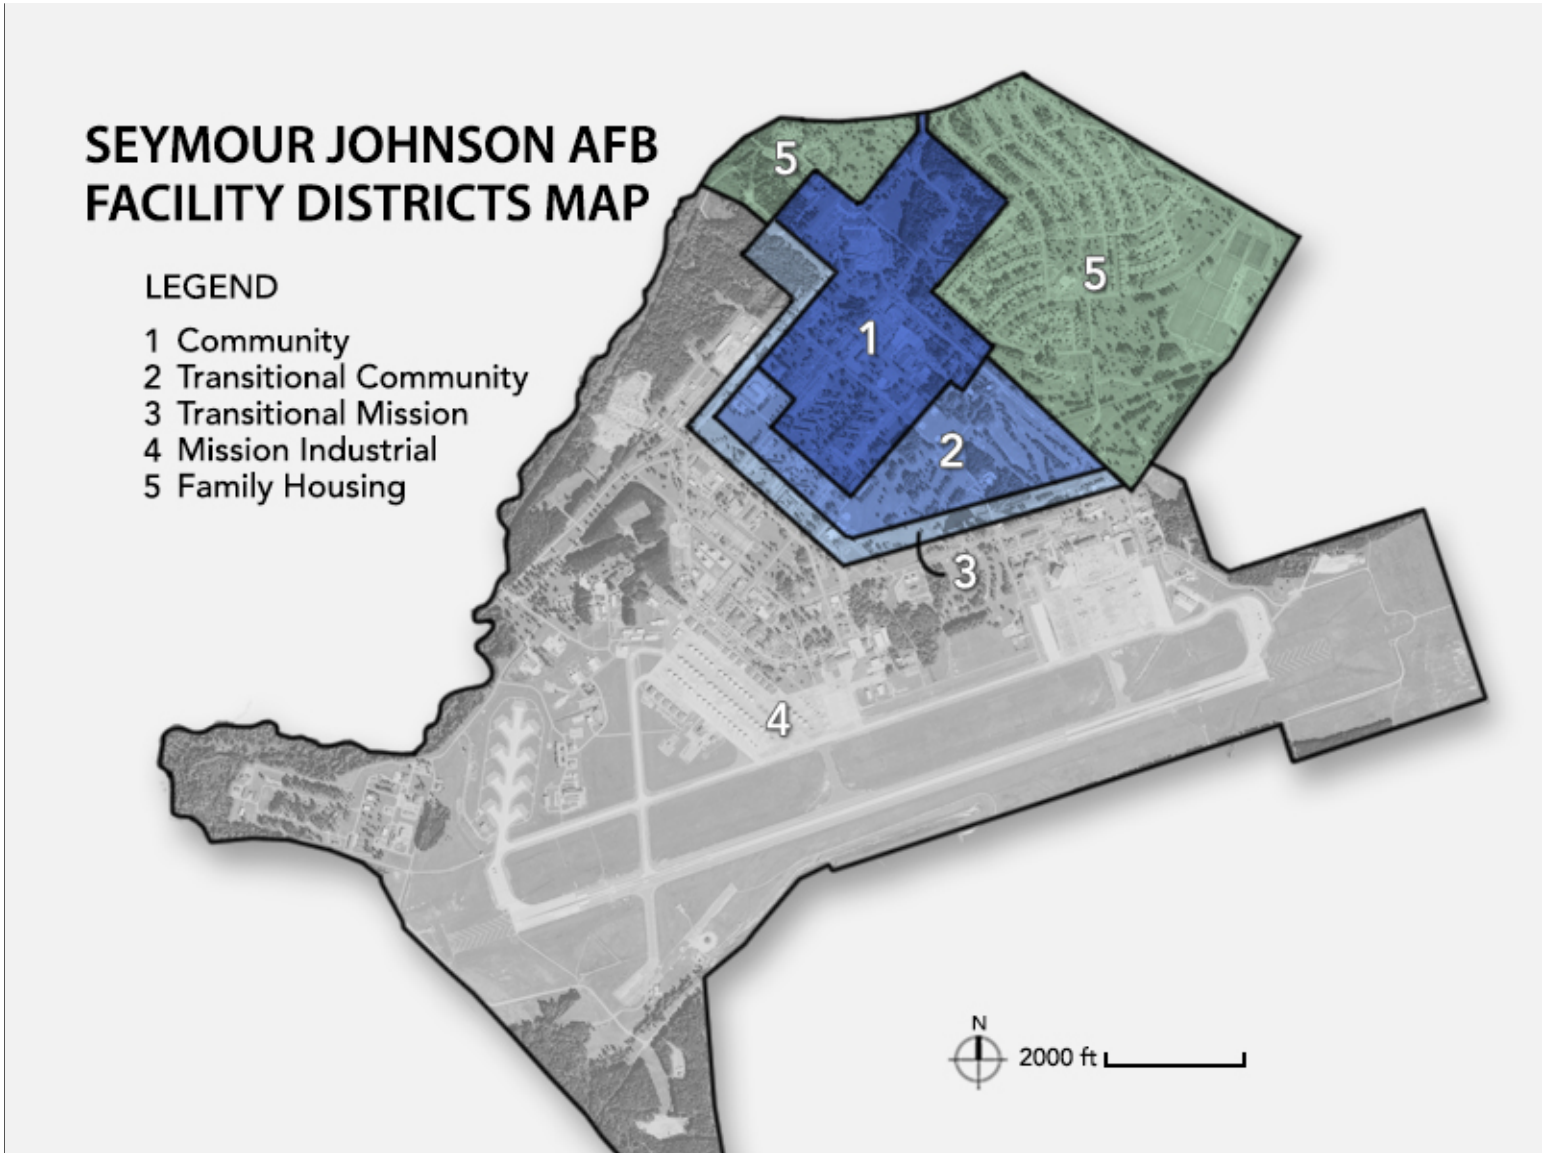 SEYMOUR JOHNSON AFB
FACILITY DISTRICTS MAP
LEGEND
1 Community
2 Transitional Community
3 Transitional Mission
4 Mission Industrial
5 Family Housing
5
5
1
2
3
4
N
2000 ft